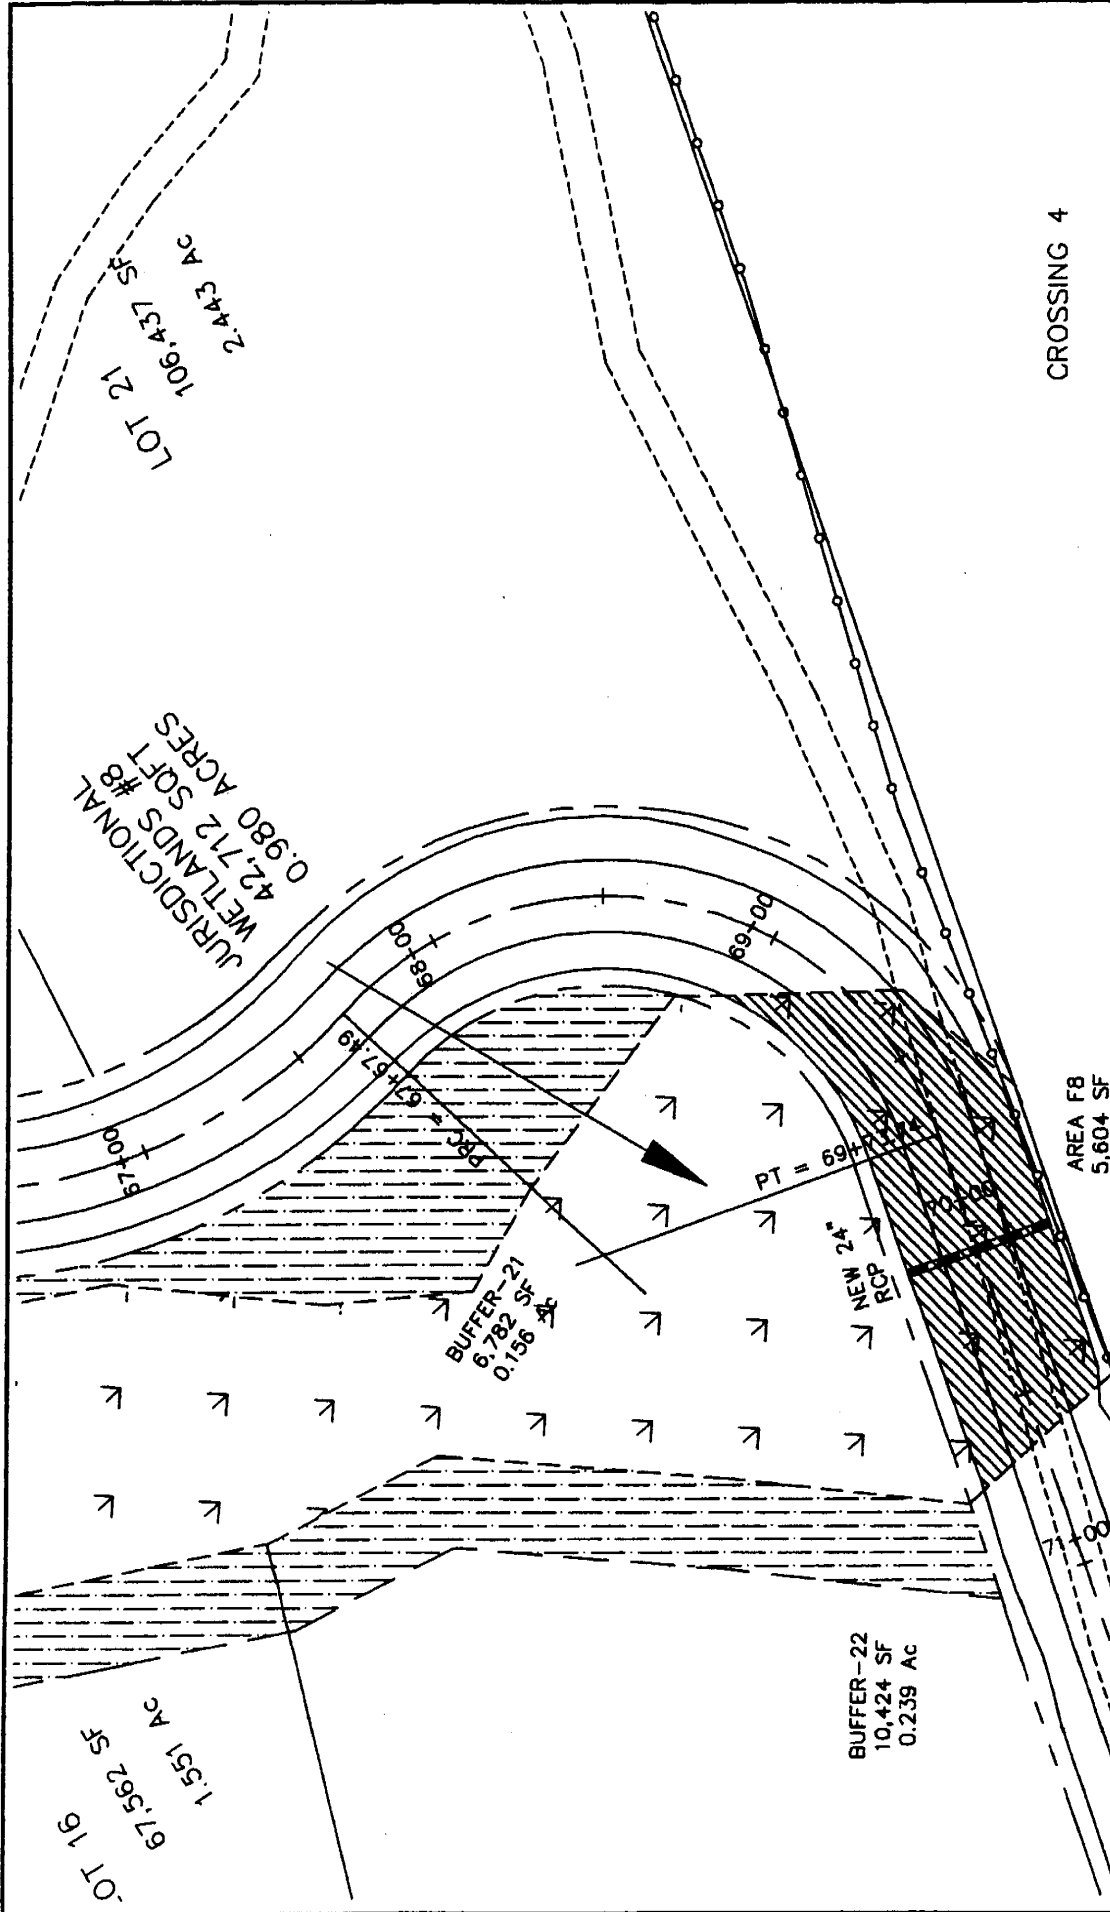 LOT 21
106,437 SF
2.443 AC
CROSSING 4
JURISDICTIONAL
WETLANDS #8
42,712 SQFT
0.980 ACRES
67+00
PRC = 67+67.49
68+00
69+00
PT = 69+
70+00
71+00
NEW 24"
RCP
AREA F8
5,604 SF
BUFFER-21
6,782 SF
0.156 Ac
BUFFER-22
10,424 SF
0.239 Ac
OT 16
67,562 SF
1.551 AC